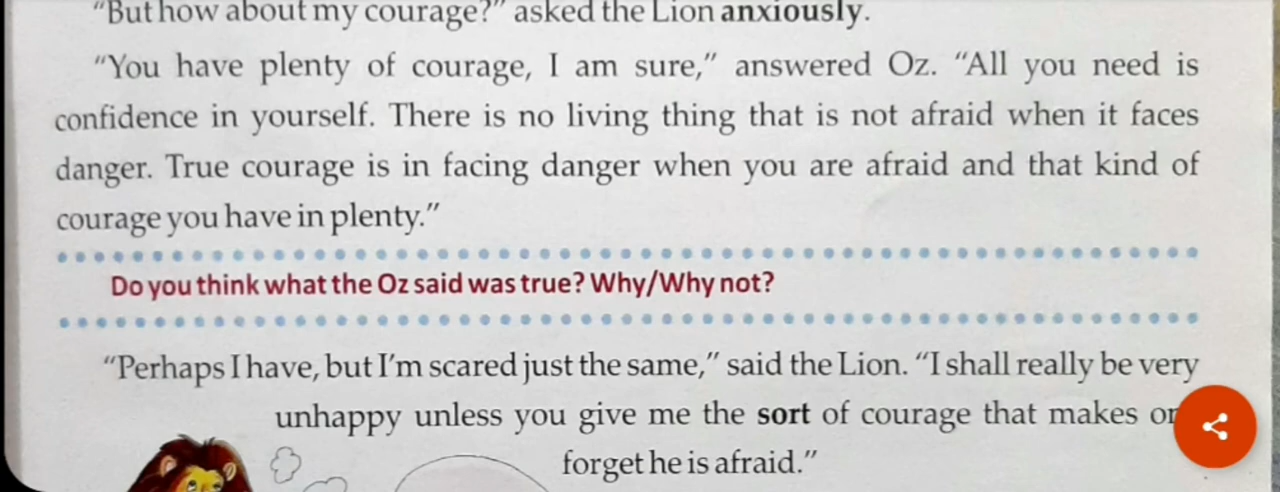 "But how about my courage?" asked the Lion anxiously.
"You have plenty of courage, I am sure," answered Oz. "All you need is
confidence in yourself. There is no living thing that is not afraid when it faces
danger. True courage is in facing danger when you are afraid and that kind of
courage you have in plenty."
Do you think what the Oz said was true? Why/Why not?
"Perhaps I have, but I'm scared just the same," said the Lion. "I shall really be very
unhappy unless you give me the sort of courage that makes
forget he is afraid."